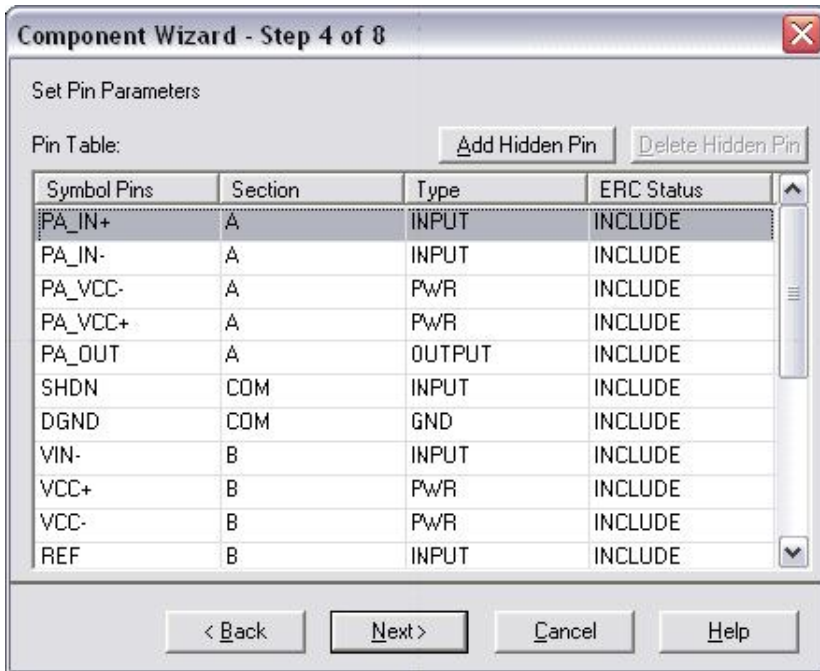 Component Wizard - Step 4 of 8
Set Pin Parameters
Pin Table: Add Hidden Pin Delete Hidden Pin
Symbol Pins Section Type ERC Status
PA_IN+ A INPUT INCLUDE
PA_IN- A INPUT INCLUDE
PA_VCC- A PWR INCLUDE
PA_VCC+ A PWR INCLUDE
PA_OUT A OUTPUT INCLUDE
SHDN COM INPUT INCLUDE
DGND COM GND INCLUDE
VIN- B INPUT INCLUDE
VCC+ B PWR INCLUDE
VCC- B PWR INCLUDE
REF B INPUT INCLUDE
< Back Next > Cancel Help